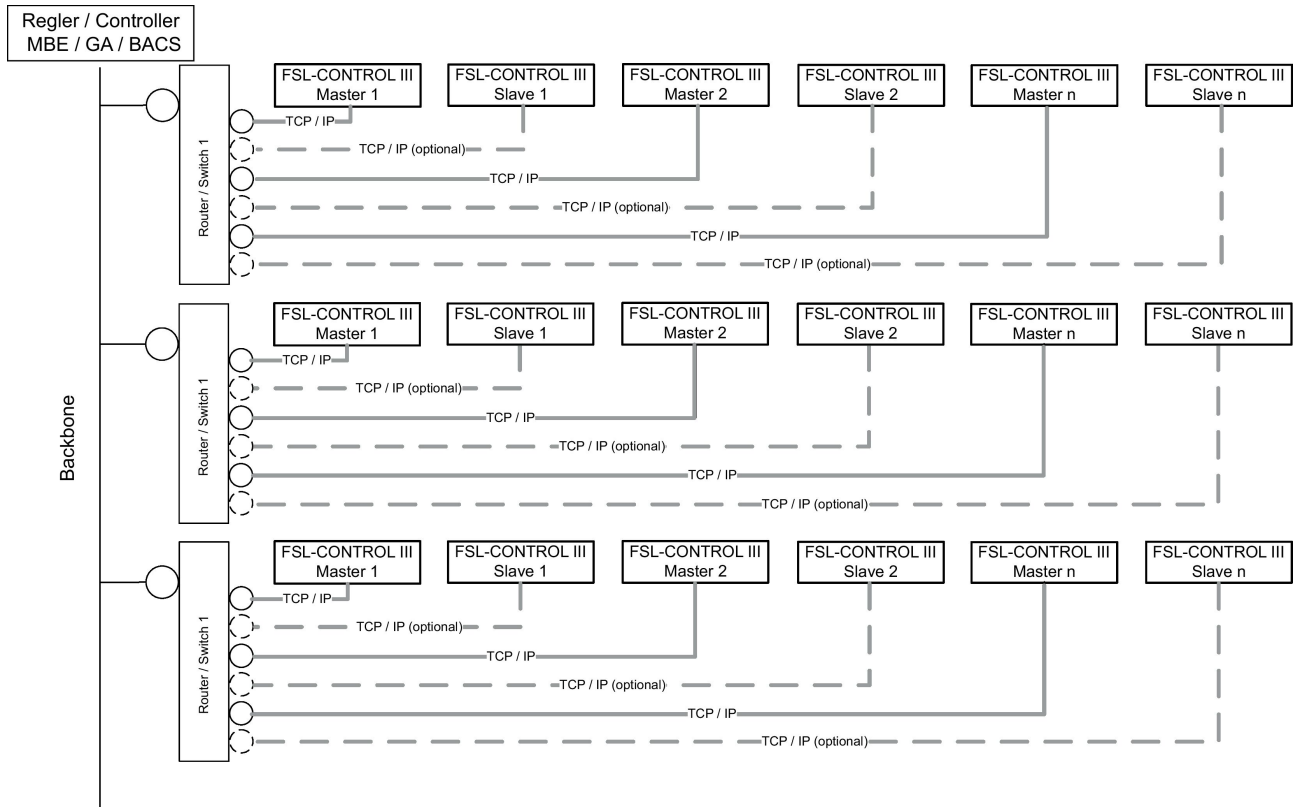 Regler / Controller
MBE / GA / BACS
Backbone
Router / Switch 1
FSL-CONTROL III
Master 1
FSL-CONTROL III
Slave 1
FSL-CONTROL III
Master 2
FSL-CONTROL III
Slave 2
FSL-CONTROL III
Master n
FSL-CONTROL III
Slave n
TCP / IP
TCP / IP (optional)
TCP / IP
TCP / IP (optional)
TCP / IP
TCP / IP (optional)
Router / Switch 1
FSL-CONTROL III
Master 1
FSL-CONTROL III
Slave 1
FSL-CONTROL III
Master 2
FSL-CONTROL III
Slave 2
FSL-CONTROL III
Master n
FSL-CONTROL III
Slave n
TCP / IP
TCP / IP (optional)
TCP / IP
TCP / IP (optional)
TCP / IP
TCP / IP (optional)
Router / Switch 1
FSL-CONTROL III
Master 1
FSL-CONTROL III
Slave 1
FSL-CONTROL III
Master 2
FSL-CONTROL III
Slave 2
FSL-CONTROL III
Master n
FSL-CONTROL III
Slave n
TCP / IP
TCP / IP (optional)
TCP / IP
TCP / IP (optional)
TCP / IP
TCP / IP (optional)